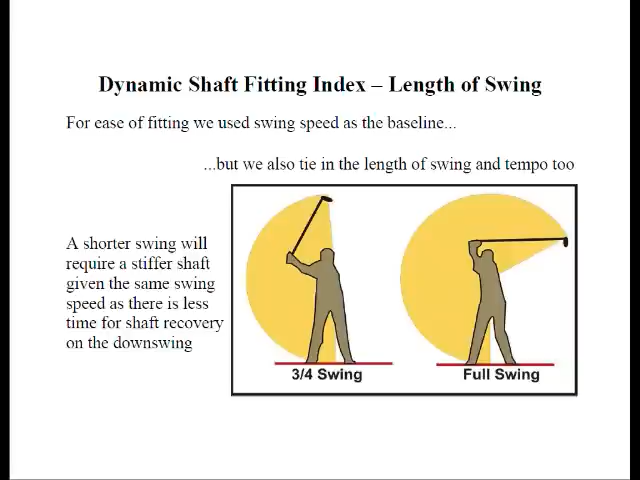 Dynamic Shaft Fitting Index – Length of Swing
For ease of fitting we used swing speed as the baseline...
...but we also tie in the length of swing and tempo too
A shorter swing will
require a stiffer shaft
given the same swing
speed as there is less
time for shaft recovery
on the downswing
3/4 Swing
Full Swing